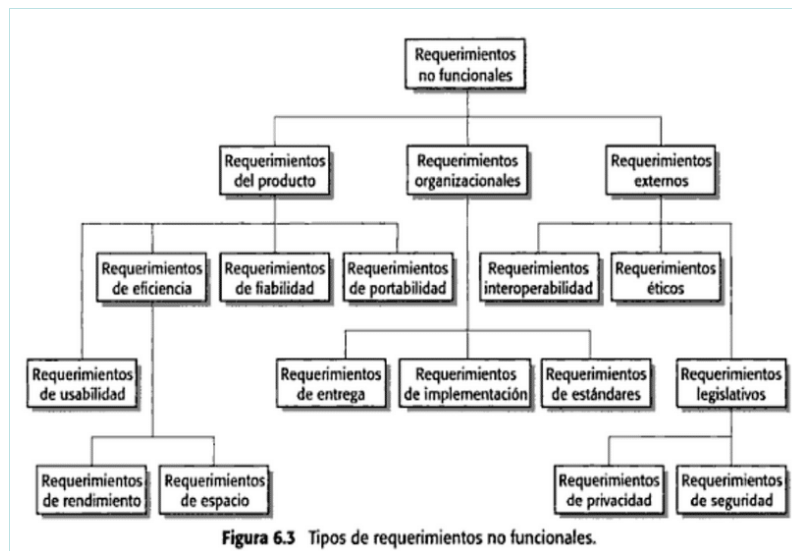 Requerimientos
no funcionales
Requerimientos
del producto
Requerimientos
organizacionales
Requerimientos
externos
Requerimientos
de eficiencia
Requerimientos
de fiabilidad
Requerimientos
de portabilidad
Requerimientos
interoperabilidad
Requerimientos
éticos
Requerimientos
de usabilidad
Requerimientos
de entrega
Requerimientos
de implementación
Requerimientos
de estándares
Requerimientos
legislativos
Requerimientos
de rendimiento
Requerimientos
de espacio
Requerimientos
de privacidad
Requerimientos
de seguridad
Figura 6.3 Tipos de requerimientos no funcionales.